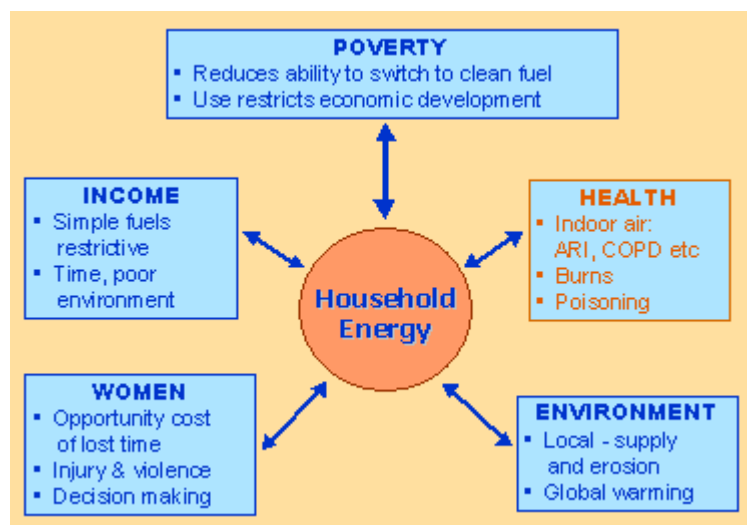 POVERTY
▪ Reduces ability to switch to clean fuel
▪ Use restricts economic development
INCOME
▪ Simple fuels
restrictive
▪ Time, poor
environment
HEALTH
▪ Indoor air:
ARI, COPD etc
▪ Burns
▪ Poisoning
Household
Energy
WOMEN
▪ Opportunity cost
of lost time
▪ Injury & violence
▪ Decision making
ENVIRONMENT
▪ Local - supply
and erosion
▪ Global warming